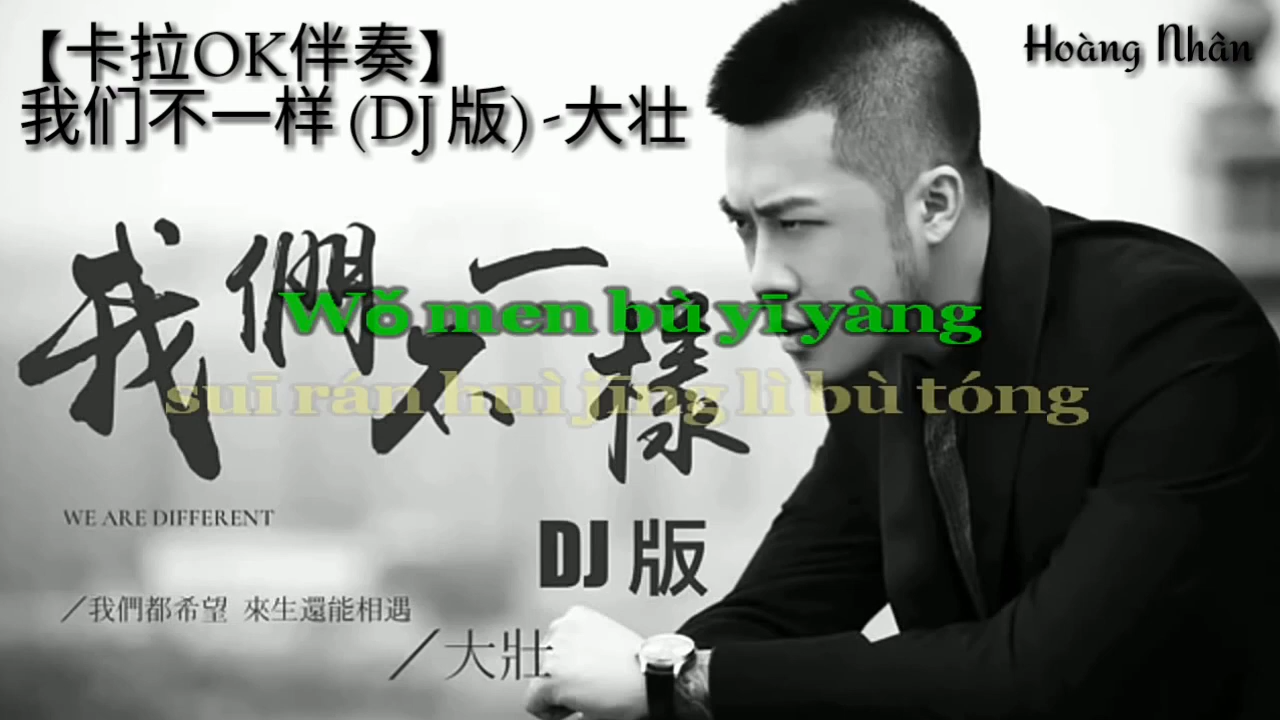 【卡拉OK伴奏】
我们不一样 (DJ 版) -大壮
Hoàng Nhân
我們不一樣
Wǒ men bù yī yàng
suī rán huì jīng lì bù tóng
WE ARE DIFFERENT
DJ 版
／我們都希望 來生還能相遇
／大壯